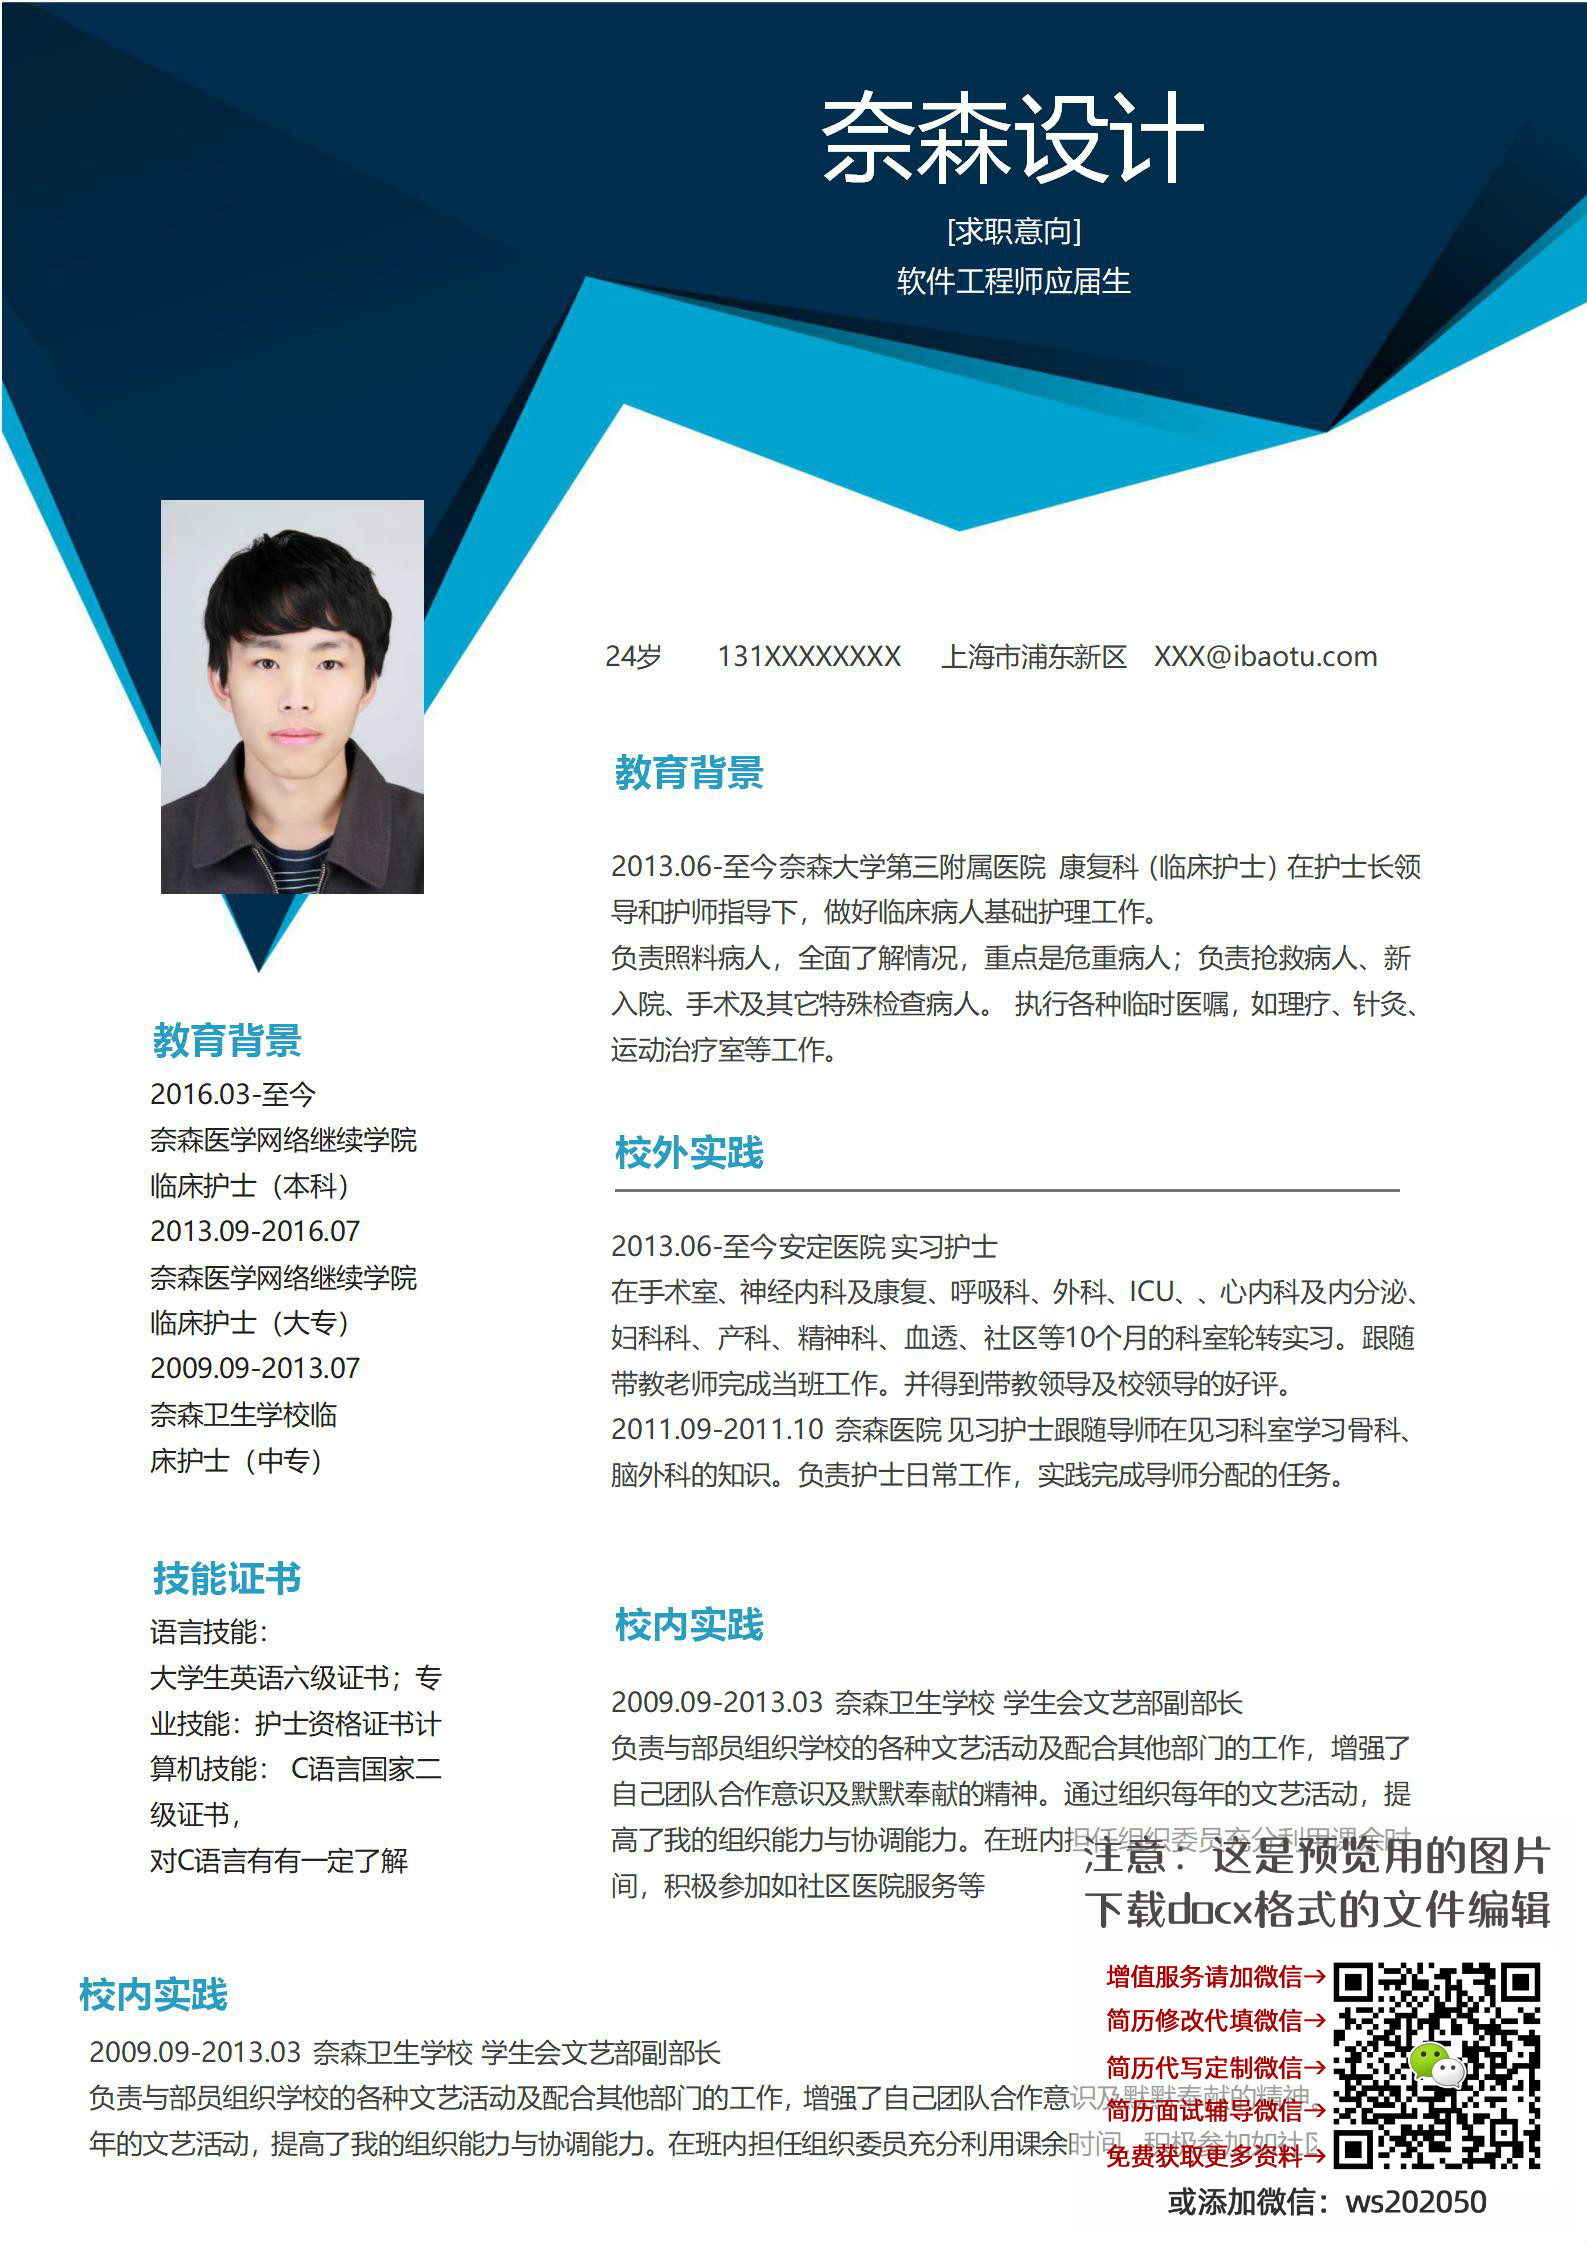 奈森设计
[求职意向]
软件工程师应届生
24岁 131XXXXXXXX 上海市浦东新区 XXX@ibaotu.com
教育背景
2013.06-至今奈森大学第三附属医院 康复科（临床护士）在护士长领
导和护师指导下，做好临床病人基础护理工作。
负责照料病人，全面了解情况，重点是危重病人；负责抢救病人、新
入院、手术及其它特殊检查病人。 执行各种临时医嘱，如理疗、针灸、
运动治疗室等工作。
校外实践
2013.06-至今安定医院 实习护士
在手术室、神经内科及康复、呼吸科、外科、ICU、、心内科及内分泌、
妇科科、产科、精神科、血透、社区等10个月的科室轮转实习。跟随
带教老师完成当班工作。并得到带教领导及校领导的好评。
2011.09-2011.10 奈森医院 见习护士跟随导师在见习科室学习骨科、
脑外科的知识。负责护士日常工作，实践完成导师分配的任务。
校内实践
2009.09-2013.03 奈森卫生学校 学生会文艺部副部长
负责与部员组织学校的各种文艺活动及配合其他部门的工作，增强了
自己团队合作意识及默默奉献的精神。通过组织每年的文艺活动，提
高了我的组织能力与协调能力。在班内担任组织委员充分利用课余时
间，积极参加如社区医院服务等
教育背景
2016.03-至今
奈森医学网络继续学院
临床护士（本科）
2013.09-2016.07
奈森医学网络继续学院
临床护士（大专）
2009.09-2013.07
奈森卫生学校临
床护士（中专）
技能证书
语言技能：
大学生英语六级证书；专
业技能：护士资格证书计
算机技能： C语言国家二
级证书，
对C语言有有一定了解
校内实践
2009.09-2013.03 奈森卫生学校 学生会文艺部副部长
负责与部员组织学校的各种文艺活动及配合其他部门的工作，增强了自己团队合作意识及默默奉献的精神。
年的文艺活动，提高了我的组织能力与协调能力。在班内担任组织委员充分利用课余时间，积极参加如社区
注意：这是预览用的图片
下载docx格式的文件编辑
增值服务请加微信→
简历修改代填微信→
简历代写定制微信→
简历面试辅导微信→
免费获取更多资料→
或添加微信：ws202050